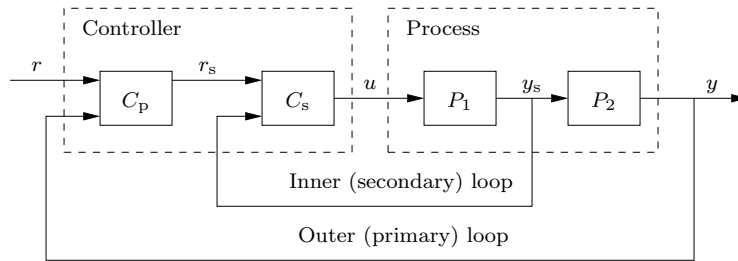 Controller
Process
r
r_s
u
y_s
y
C_p
C_s
P_1
P_2
Inner (secondary) loop
Outer (primary) loop